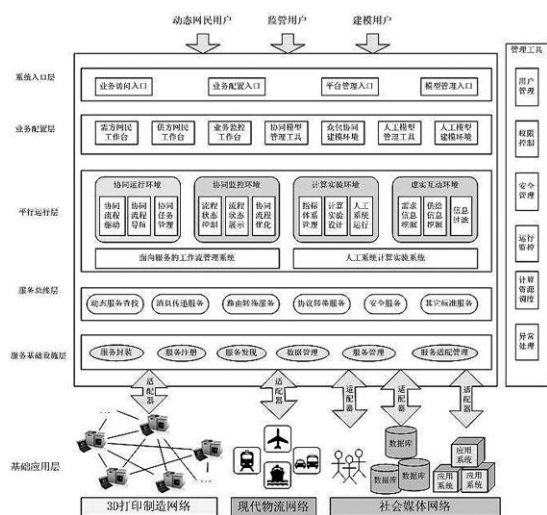 动态网民用户 监管用户 建模用户
管理工具
系统入口层
业务访问入口 业务配置入口 平台管理入口 模型管理入口
用户管理
业务配置层
需方网民工作台 供方网民工作台 业务监控工作台 协同模型管理工具 众包协同建模环境 人工模型管理工具 人工模型建模环境
权限控制
平行运行层
协同运行环境 协同监控环境 计算实验环境 虚实互动环境
协同流程驱动 协同流程导航 协同任务管理 流程状态控制 流程状态展示 协同流程优化 指标体系管理 计算实验设计 人工系统运行 需求信息挖掘 供给信息挖掘 信息过滤
安全管理
面向服务的工作流管理系统 人工系统计算实验系统
运行监控
服务总线层
动态服务查找 消息传递服务 路由转换服务 协议转换服务 安全服务 其它标准服务
计算资源调度
服务基础设施层
服务封装 服务注册 服务发现 数据管理 服务管理 服务适配管理
异常处理
适配器 适配器 适配器 适配器 适配器
基础应用层
... ...
数据库
数据库 数据库
应用系统
应用系统 应用系统
3D打印制造网络 现代物流网络 社会媒体网络